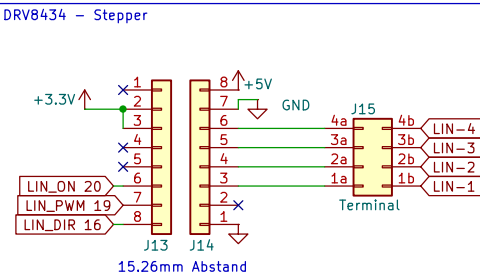 DRV8434 - Stepper
1 8 +5V
+3.3V 2 7 GND J15
3 6 4a 4b LIN-4
4 5 3a 3b LIN-3
5 4 2a 2b LIN-2
LIN_ON 20 6 3 1a 1b LIN-1
LIN_PWM 19 7 2 Terminal
LIN_DIR 16 8 1
J13 J14
15.26mm Abstand